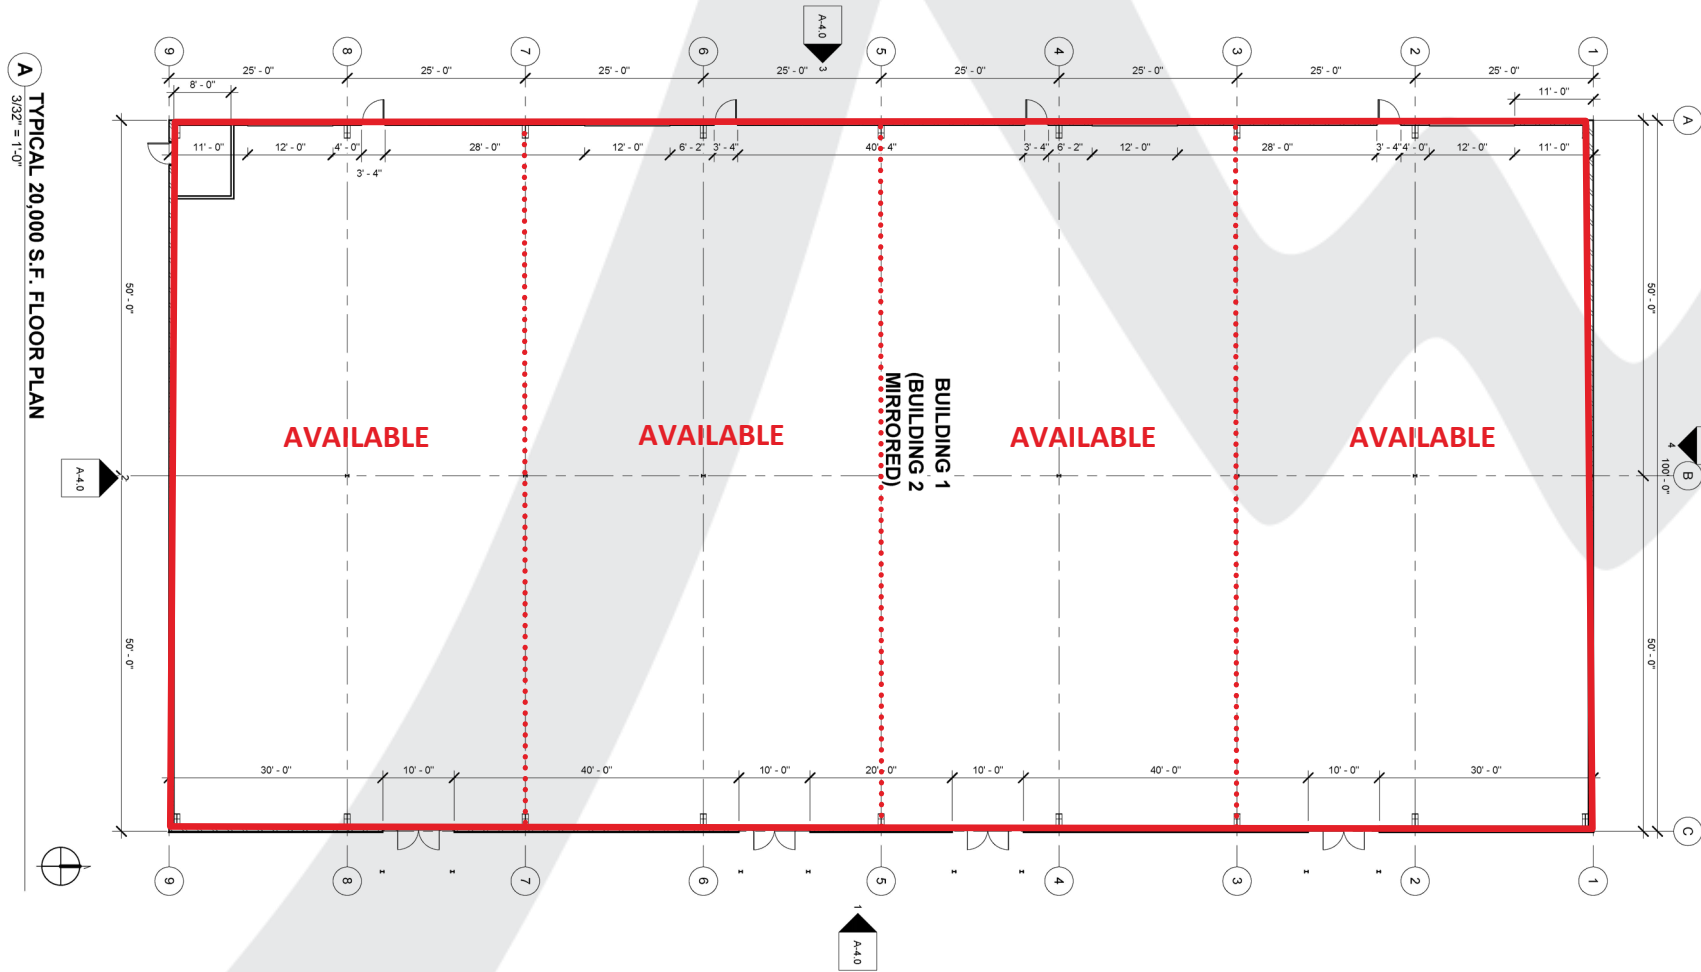 A-4.0
3
9
8
7
6
5
4
3
2
1
25' - 0"
25' - 0"
25' - 0"
25' - 0"
25' - 0"
25' - 0"
25' - 0"
25' - 0"
8' - 0"
11' - 0"
A
11' - 0"
12' - 0"
4' - 0"
3' - 4"
28' - 0"
12' - 0"
6' - 2"
3' - 4"
40' - 4"
3' - 4"
6' - 2"
12' - 0"
28' - 0"
3' - 4"
4' - 0"
12' - 0"
11' - 0"
A
TYPICAL 20,000 S.F. FLOOR PLAN
3/32" = 1'-0"
50' - 0"
50' - 0"
BUILDING 1
(BUILDING 2
MIRRORED)
AVAILABLE
AVAILABLE
AVAILABLE
AVAILABLE
A-4.0
2
4
B
100' - 0"
50' - 0"
50' - 0"
30' - 0"
10' - 0"
40' - 0"
10' - 0"
20' - 0"
10' - 0"
40' - 0"
10' - 0"
30' - 0"
C
9
8
7
6
5
4
3
2
1
1
A-4.0